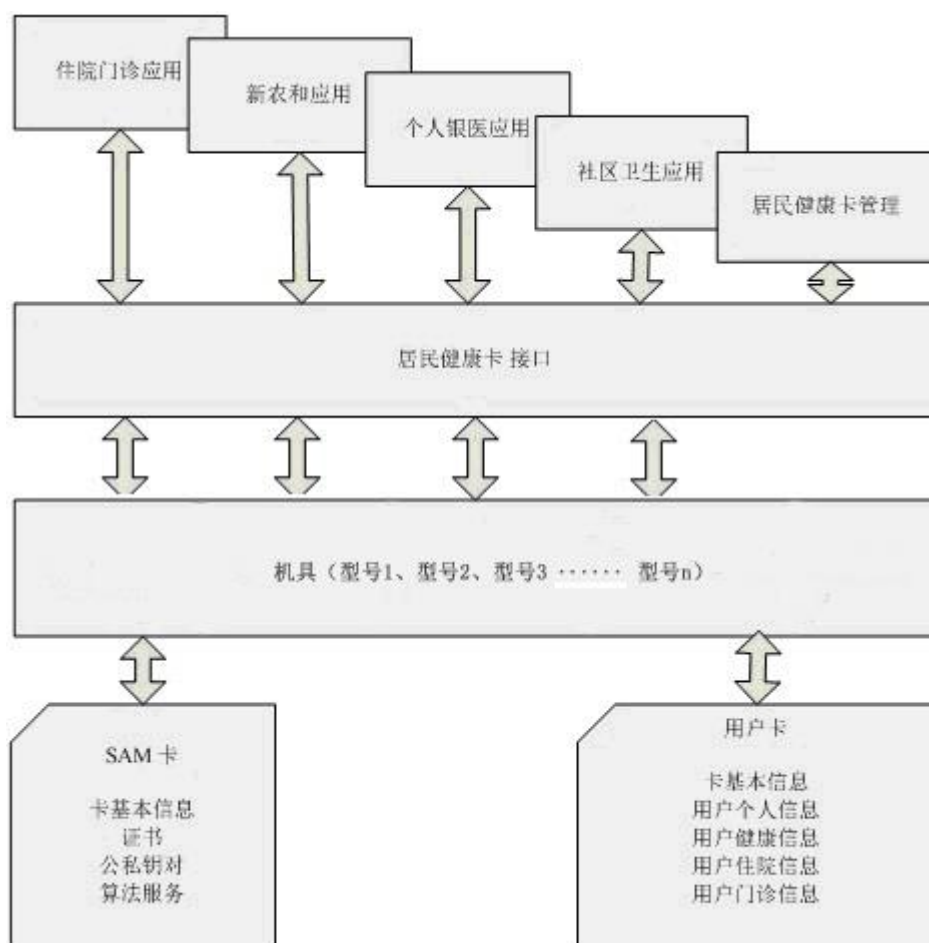 住院门诊应用
新农和应用
个人银医应用
社区卫生应用
居民健康卡管理
居民健康卡 接口
机具（型号1、型号2、型号3 ······ 型号n）
SAM 卡
卡基本信息
证书
公私钥对
算法服务
用户卡
卡基本信息
用户个人信息
用户健康信息
用户住院信息
用户门诊信息